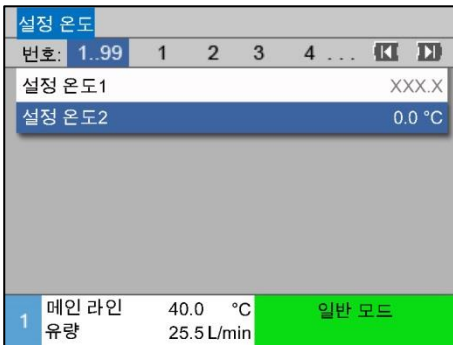 설정 온도
번호: 1..99 1 2 3 4 ...
설정 온도1 XXX.X
설정 온도2 0.0 °C
1 메인 라인 40.0 °C 일반 모드
유량 25.5 L/min